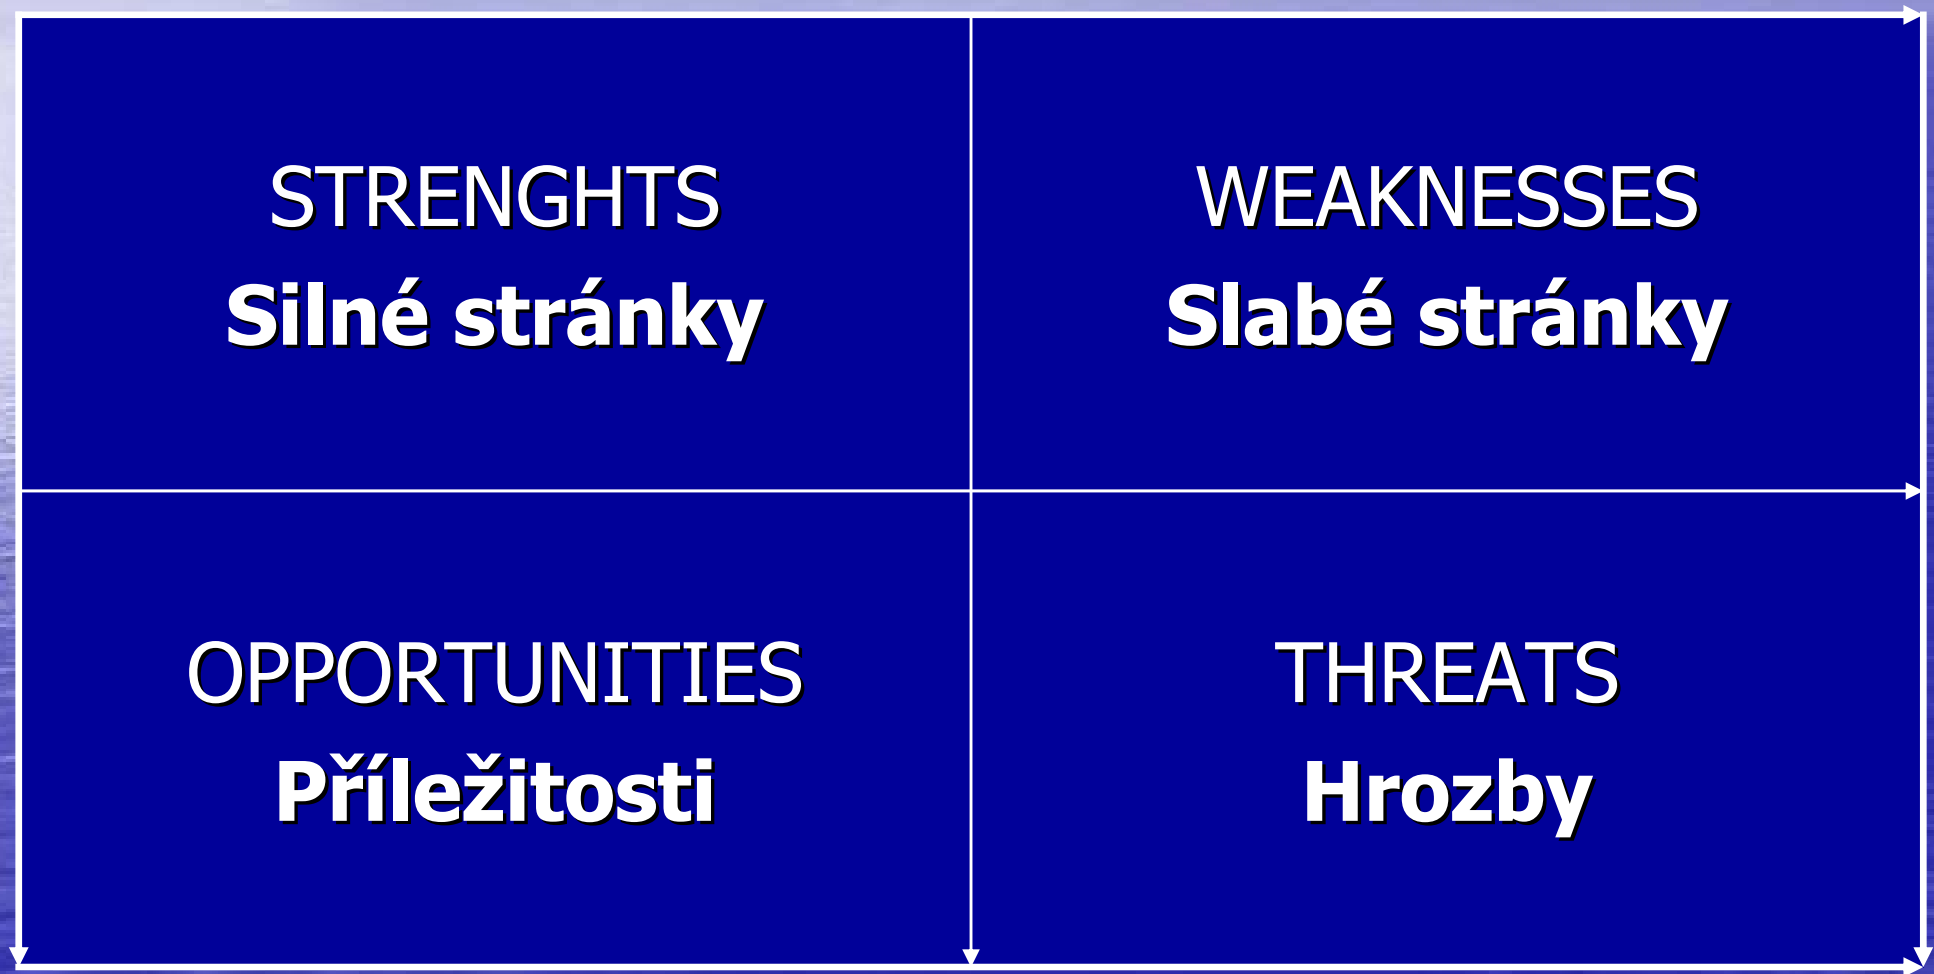 STRENGHTS
Silné stránky
WEAKNESSES
Slabé stránky
OPPORTUNITIES
Příležitosti
THREATS
Hrozby